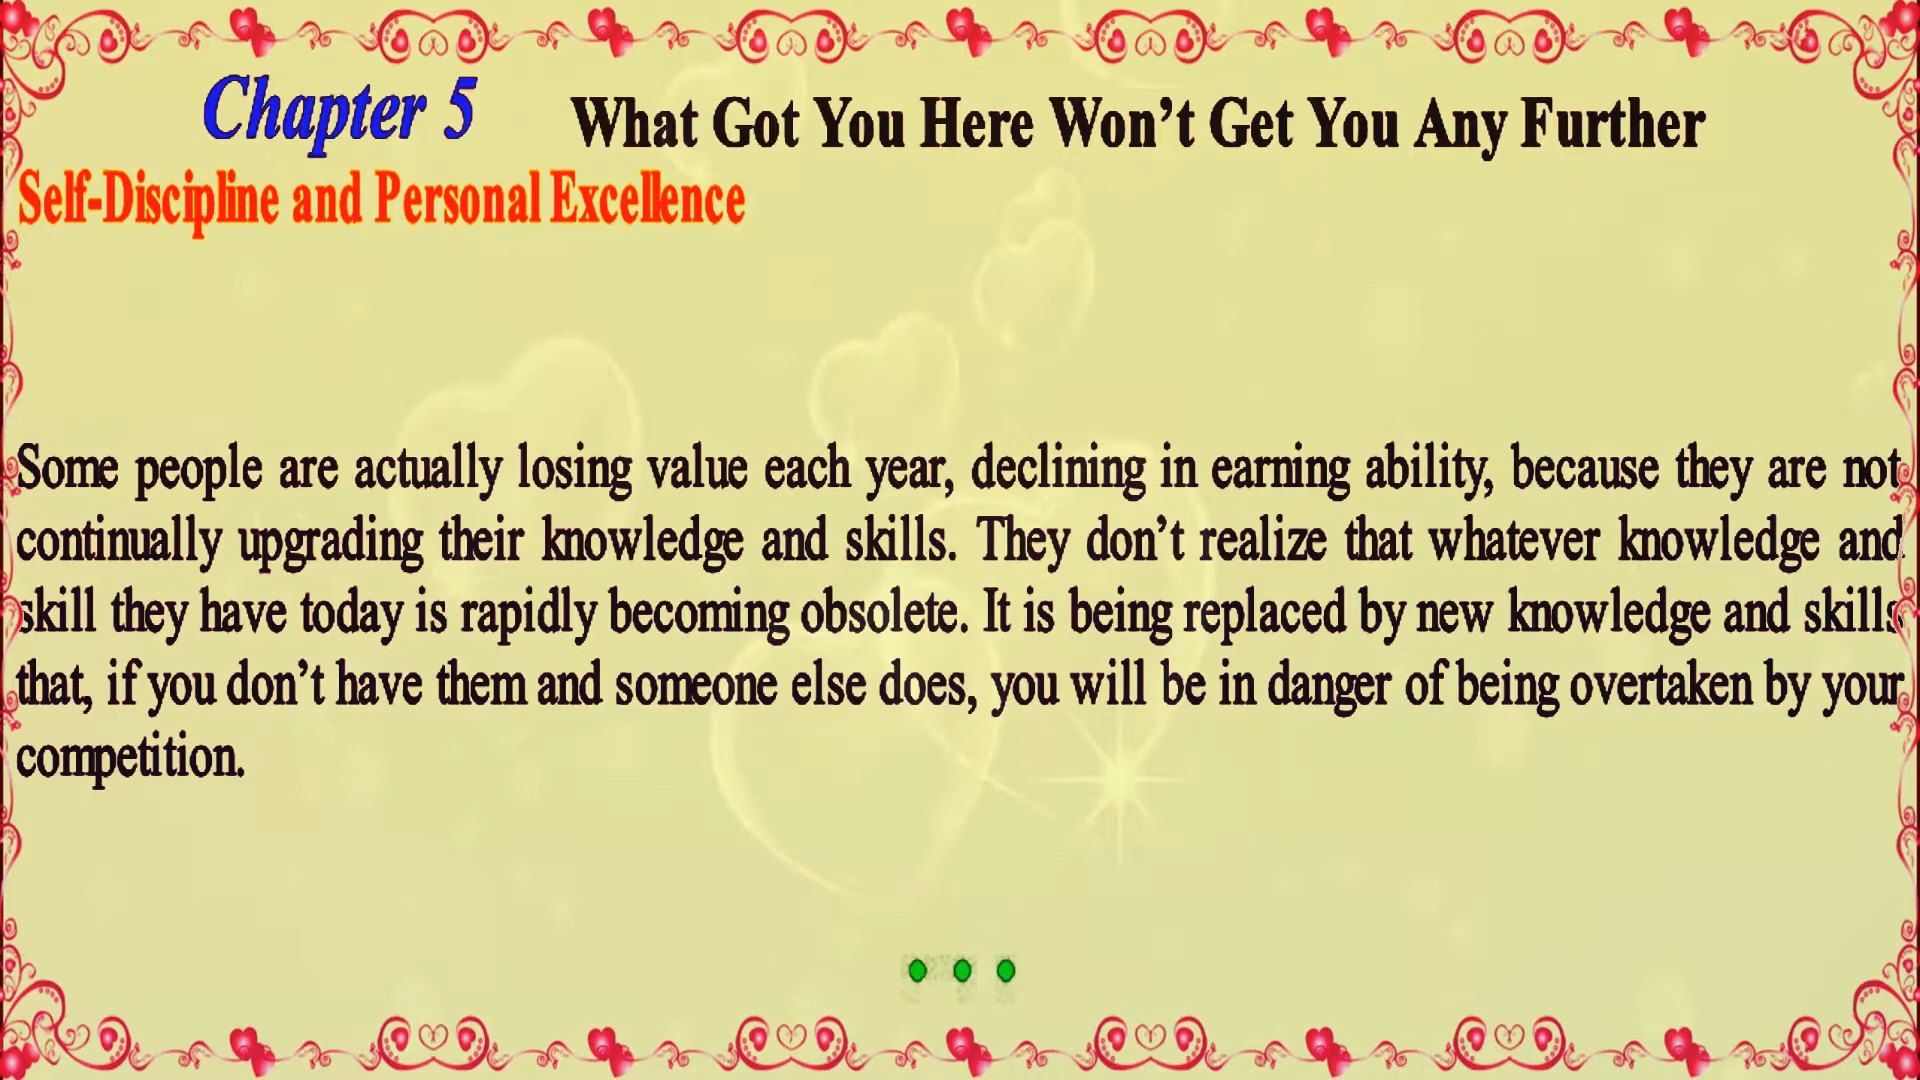 Chapter 5 What Got You Here Won’t Get You Any Further
Self-Discipline and Personal Excellence
Some people are actually losing value each year, declining in earning ability, because they are not
continually upgrading their knowledge and skills. They don’t realize that whatever knowledge and
skill they have today is rapidly becoming obsolete. It is being replaced by new knowledge and skills
that, if you don’t have them and someone else does, you will be in danger of being overtaken by your
competition.